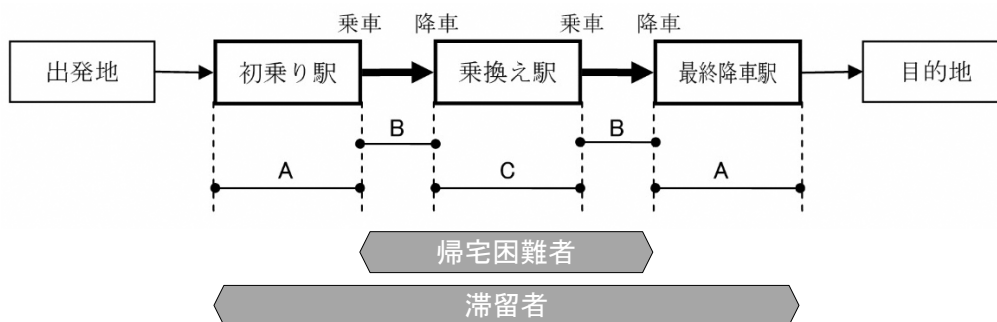 乗車 降車 乗車 降車
出発地 初乗り駅 乗換え駅 最終降車駅 目的地
B B
A C A
帰宅困難者
滞留者